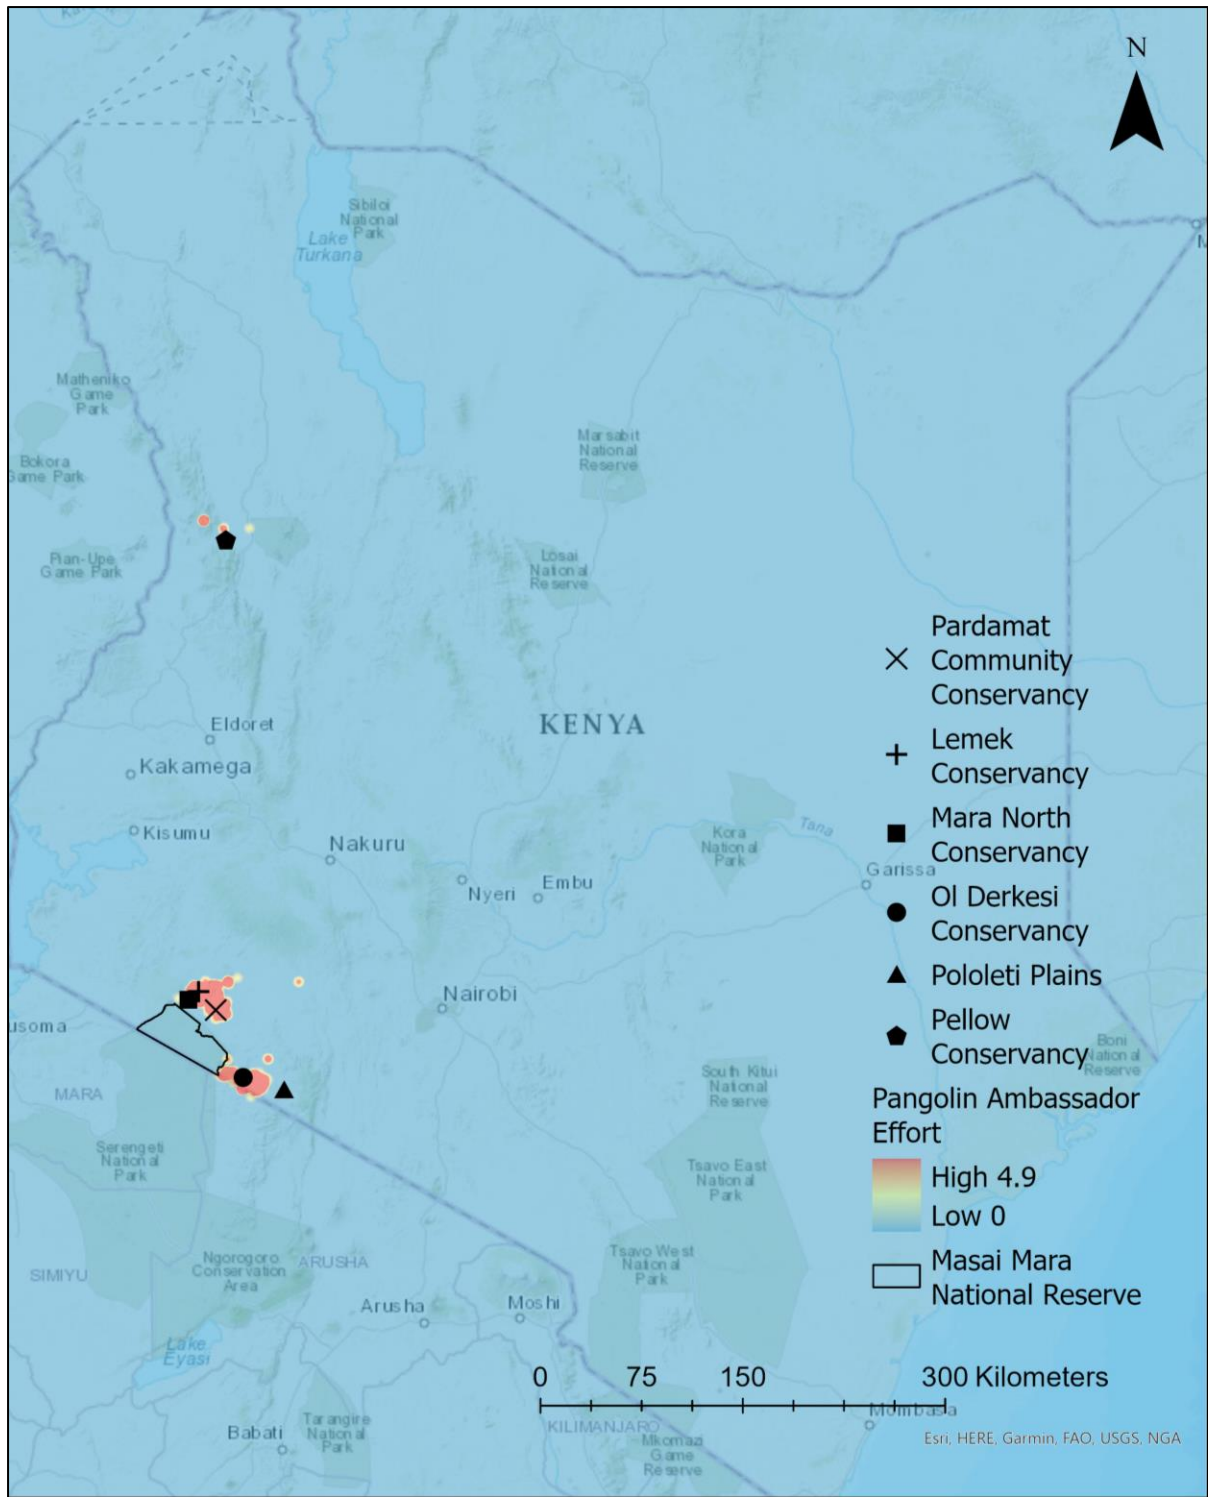 N
Sibiloi
National
Park
Lake
Turkana
Matheniko
Game
Park
Bokora
Game Park
Marsabit
National
Reserve
Pian-Upe
Game Park
Losai
National
Reserve
Eldoret
KENYA
Kakamega
Kisumu
Nakuru
Nyeri
Embu
Kora
National
Park
Tana
Garissa
Nairobi
usoma
MARA
Serengeti
National
Park
South Kitui
National
Reserve
Boni
National
Reserve
Tsavo East
National
Park
Ngorogoro
Conservation
Area
ARUSHA
SIMIYU
Tsavo West
National
Park
Arusha
Moshi
Lake
Eyasi
Babati
Tarangire
National
Park
KILIMANJARO
Mkomazi
Game
Reserve
Mombasa
Pardamat
Community
Conservancy
Lemek
Conservancy
Mara North
Conservancy
Ol Derkesi
Conservancy
Pololeti Plains
Pellow
Conservancy
Pangolin Ambassador
Effort
High 4.9
Low 0
Masai Mara
National Reserve
0 75 150 300 Kilometers
Esri, HERE, Garmin, FAO, USGS, NGA